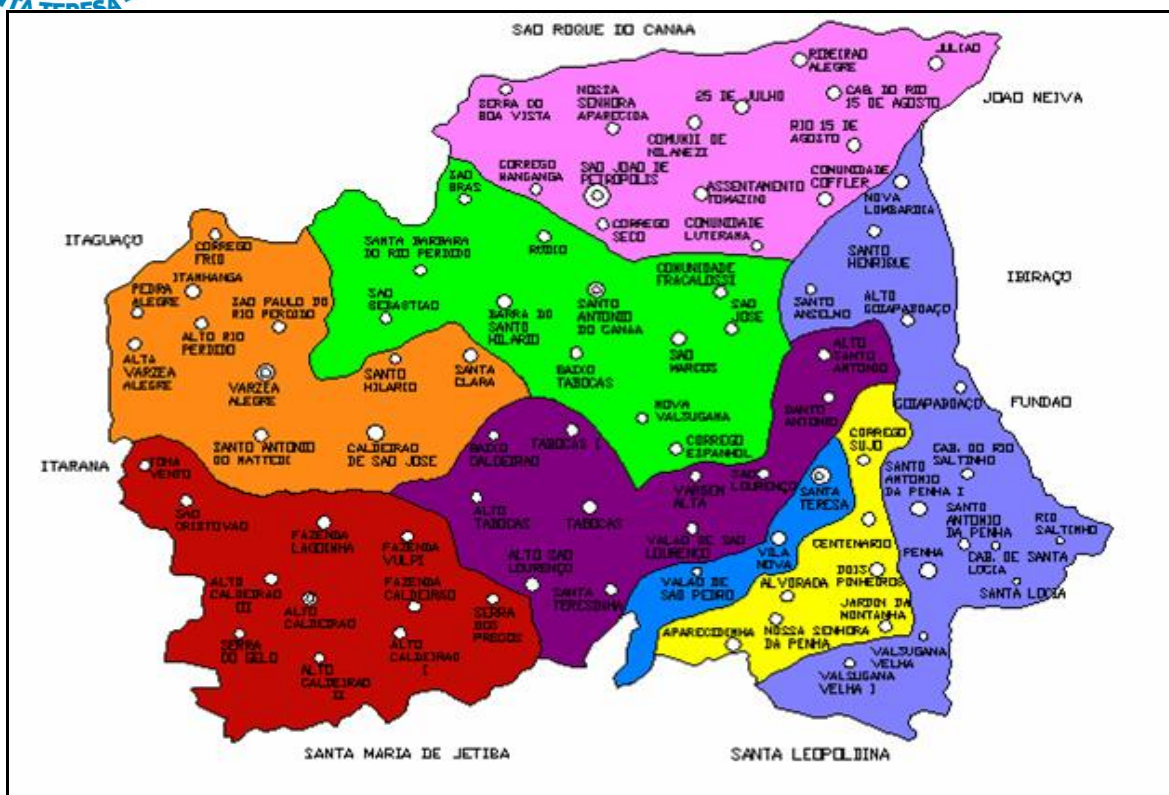 TA TERESA
SAO ROQUE DO CANAA
JOAO NEIVA
ITAGUAÇO
IBIRAÇO
FUNDAO
ITARANA
SANTA MARIA DE JETIBA
SANTA LEOPOLDINA
RIBEIRAO
ALEGRE
JULIAO
SERRA DO
BOA VISTA
NOSSA
SENHORA
APARECIDA
25 DE JULHO
CAB. DO RIO
15 DE AGOSTO
COMUNII DE
MILANEZI
RIO 15 DE
AGOSTO
CORREGO
MANGANGA
SAO JOAO DE
PETROPOLIS
ASSENTAMENTO
TOMAZINI
COMUNIDADE
COFFLER
CORREGO
SECO
COMUNIDADE
LUTERANA
SAO
BRAS
SANTA BARBARA
DO RIO PERDIDO
SAO
SEBASTIAO
BARRA DO
SANTO
HILARIO
SANTO
ANTONIO
DO CANAA
COMUNIDADE
FRACALOSSI
SAO
JOSE
SAO
MARCOS
BAIXO
TABOCAS
NOVA
VALSUGANA
CORREGO
ESPANHOL
CORREGO
FRIO
ITANHANGA
PEDRA
ALEGRE
SAO PAULO DO
RIO PERDIDO
ALTO RIO
PERDIDO
ALTA
VARZEA
ALEGRE
VARZEA
ALEGRE
SANTO
HILARIO
SANTA
CLARA
SANTO ANTONIO
DO MATTEDI
CALDEIRAO
DE SAO JOSE
NOVA
LOMBARDIA
SANTO
HENRIQUE
SANTO
ANSELMO
ALTO
GOIAPABOAÇO
GOIAPABOAÇO
CAB. DO RIO
SALTINHO
SANTO
ANTONIO
DA PENHA I
SANTO
ANTONIO
DA PENHA
RIO
SALTINHO
CAB. DE SANTA
LOCIA
SANTA LOCIA
PENHA
VALSUGANA
VELHA
VALSUGANA
VELHA I
ALTO
SANTO
ANTONIO
SANTO
ANTONIO
BAIXO
CALDEIRAO
TABOCAS I
ALTO
TABOCAS
TABOCAS
VARGEM
ALTA
SAO
LOURENÇO
VALAO DE SAO
LOURENÇO
ALTO SAO
LOURENÇO
SANTA
TERESINHA
SANTA
TERESA
VILA
NOVA
VALAO DE
SAO PEDRO
CORREGO
SUJO
CENTENARIO
DOIS
PINHEIROS
ALVORADA
JARDIN DA
MONTANHA
NOSSA SENHORA
DA PENHA
APARECIDINHA
TOMA
VENTO
SAO
CRISTOVAO
FAZENDA
LAGOINHA
FAZENDA
VULPI
ALTO
CALDEIRAO
III
ALTO
CALDEIRAO
FAZENDA
CALDEIRAO
SERRA
DOS
PREGOS
SERRA
DO GELO
ALTO
CALDEIRAO
I
ALTO
CALDEIRAO
II